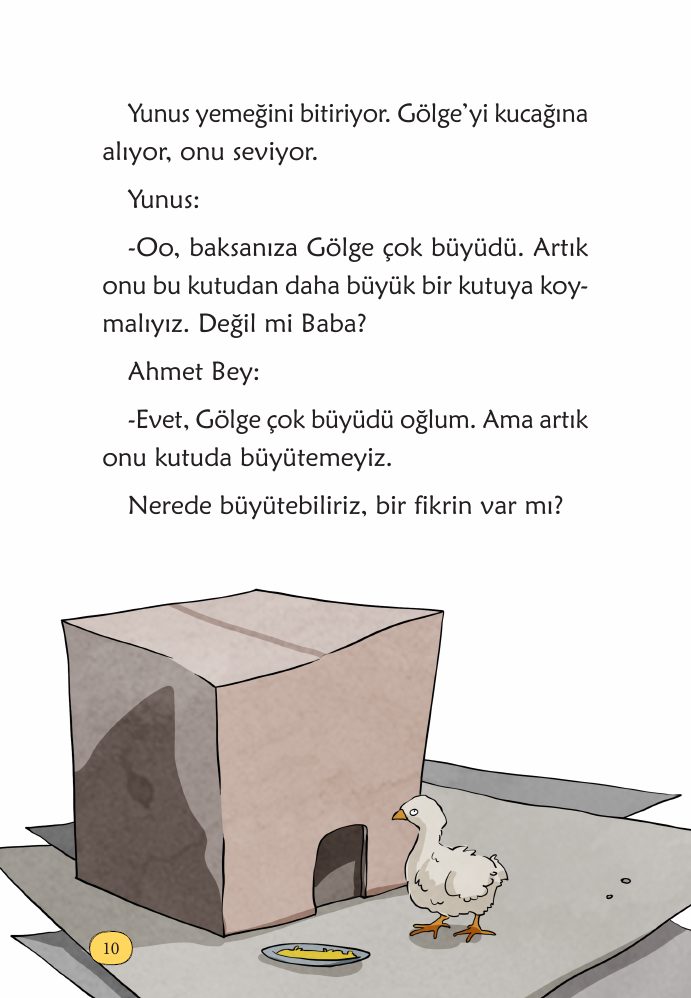 Yunus yemeğini bitiriyor. Gölge’yi kucağına
alıyor, onu seviyor.
Yunus:
-Oo, baksanıza Gölge çok büyüdü. Artık
onu bu kutudan daha büyük bir kutuya koy-
malıyız. Değil mi Baba?
Ahmet Bey:
-Evet, Gölge çok büyüdü oğlum. Ama artık
onu kutuda büyütemeyiz.
Nerede büyütebiliriz, bir fikrin var mı?
10